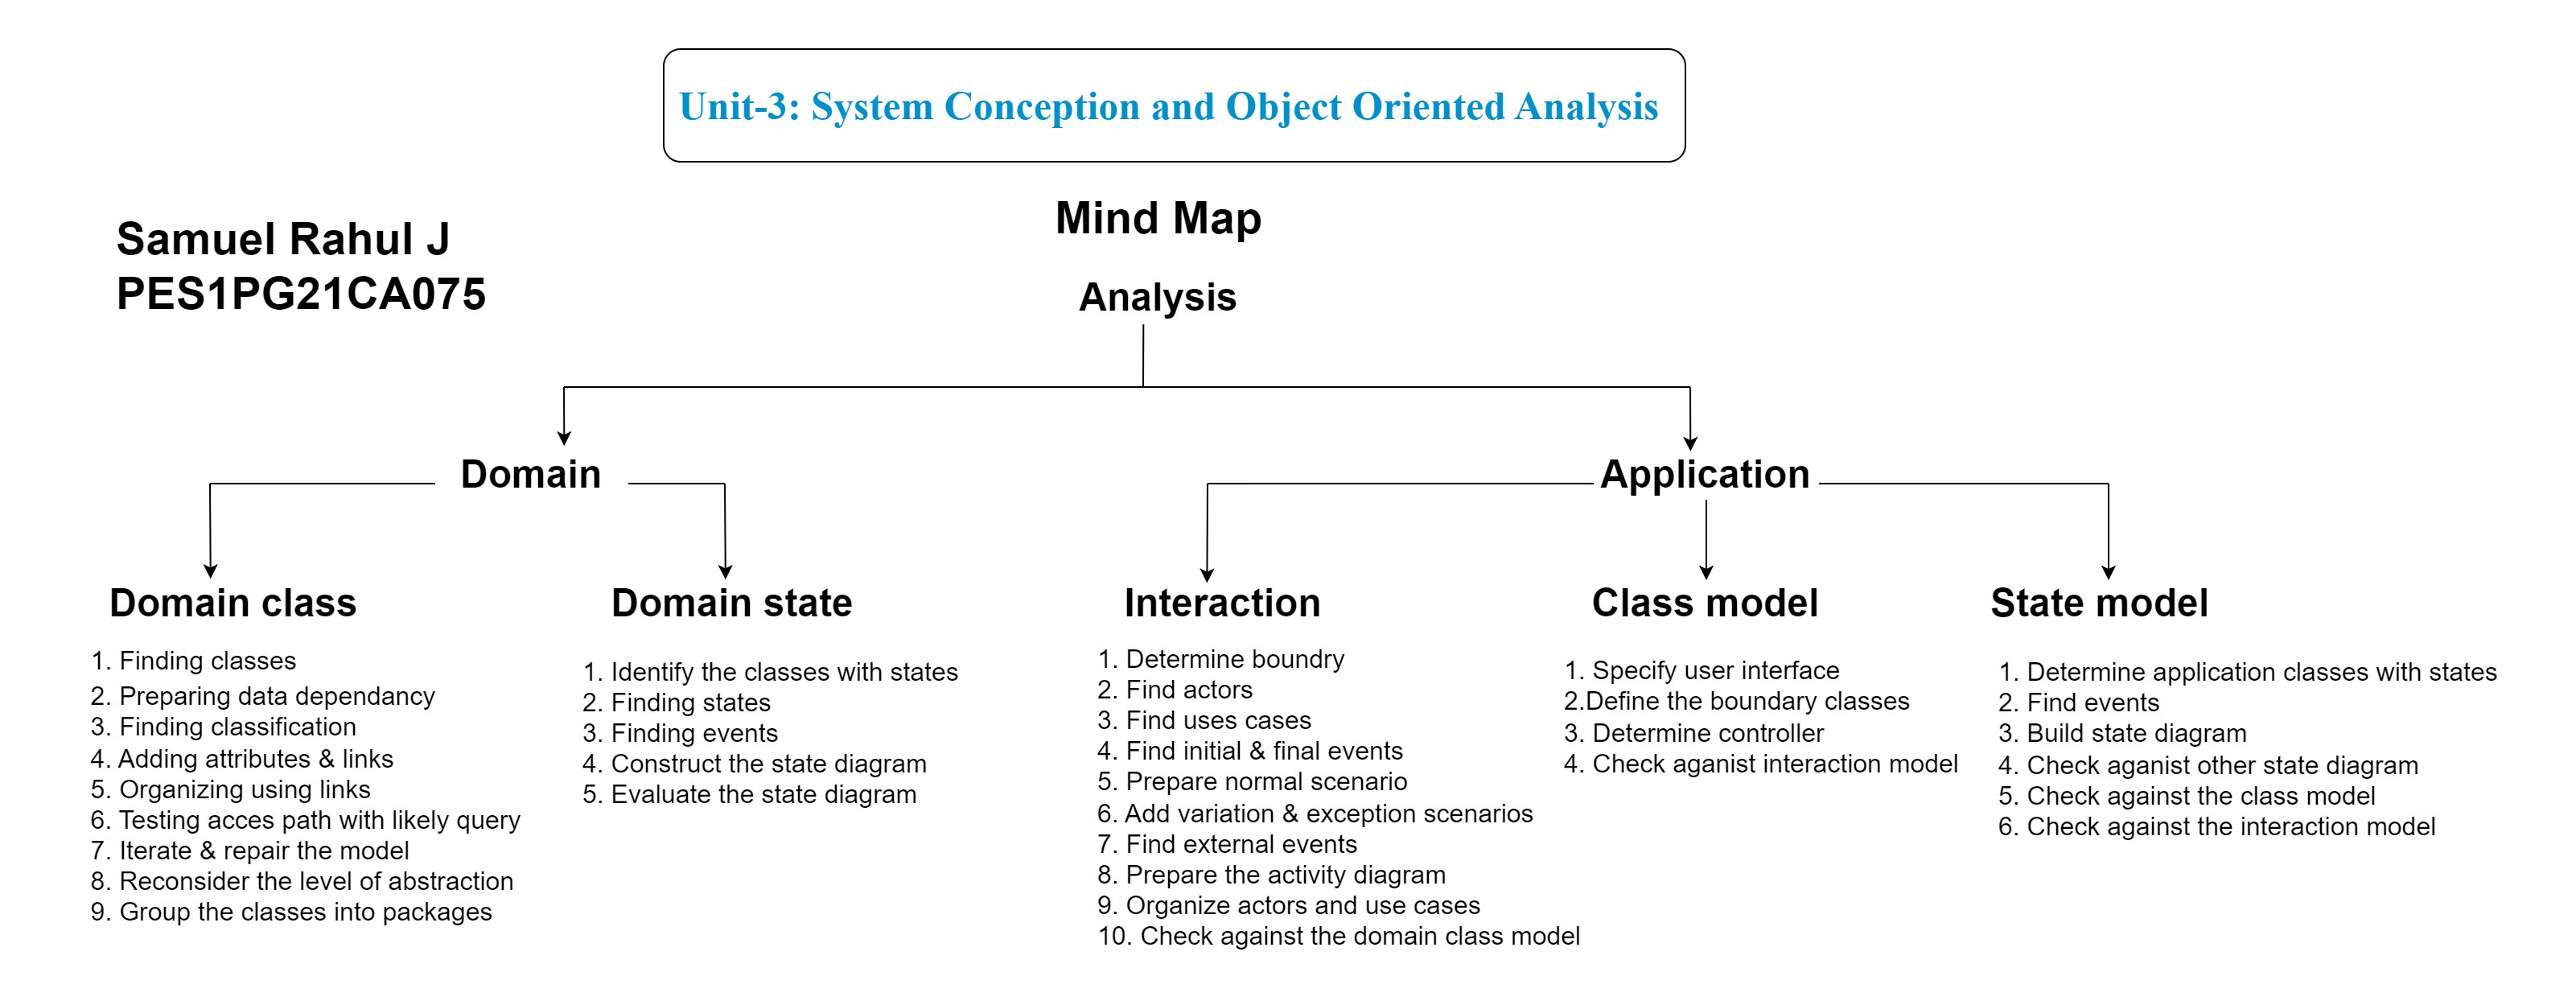 Unit-3: System Conception and Object Oriented Analysis
Mind Map
Samuel Rahul J
PES1PG21CA075
Analysis
Domain
Application
Domain class
1. Finding classes
2. Preparing data dependancy
3. Finding classification
4. Adding attributes & links
5. Organizing using links
6. Testing acces path with likely query
7. Iterate & repair the model
8. Reconsider the level of abstraction
9. Group the classes into packages
Domain state
1. Identify the classes with states
2. Finding states
3. Finding events
4. Construct the state diagram
5. Evaluate the state diagram
Interaction
1. Determine boundry
2. Find actors
3. Find uses cases
4. Find initial & final events
5. Prepare normal scenario
6. Add variation & exception scenarios
7. Find external events
8. Prepare the activity diagram
9. Organize actors and use cases
10. Check against the domain class model
Class model
1. Specify user interface
2.Define the boundary classes
3. Determine controller
4. Check aganist interaction model
State model
1. Determine application classes with states
2. Find events
3. Build state diagram
4. Check aganist other state diagram
5. Check against the class model
6. Check against the interaction model